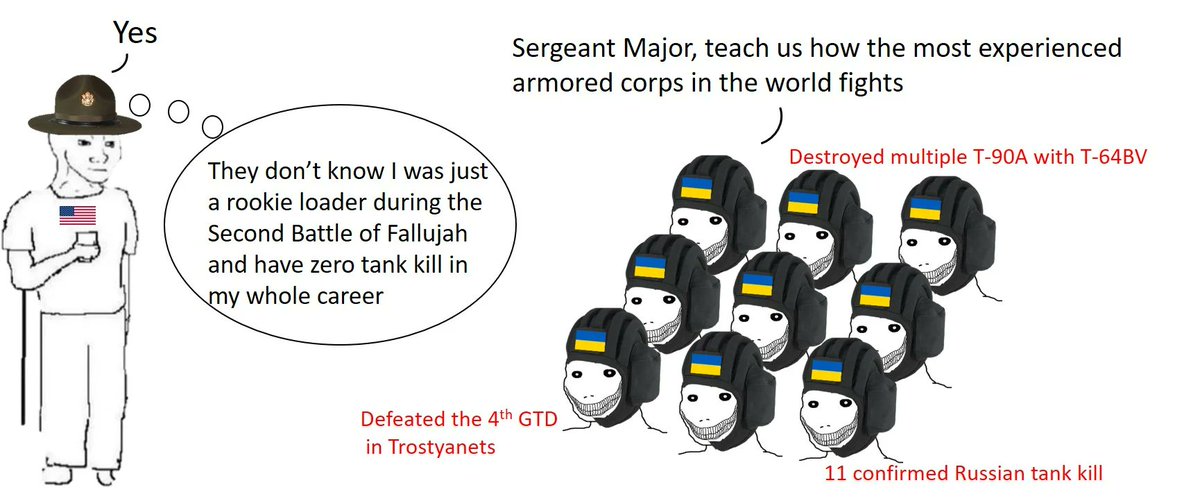 Yes
Sergeant Major, teach us how the most experienced
armored corps in the world fights
They don't know I was just
a rookie loader during the
Second Battle of Fallujah
and have zero tank kill in
my whole career
Destroyed multiple T-90A with T-64BV
Defeated the 4th GTD
in Trostyanets
11 confirmed Russian tank kill